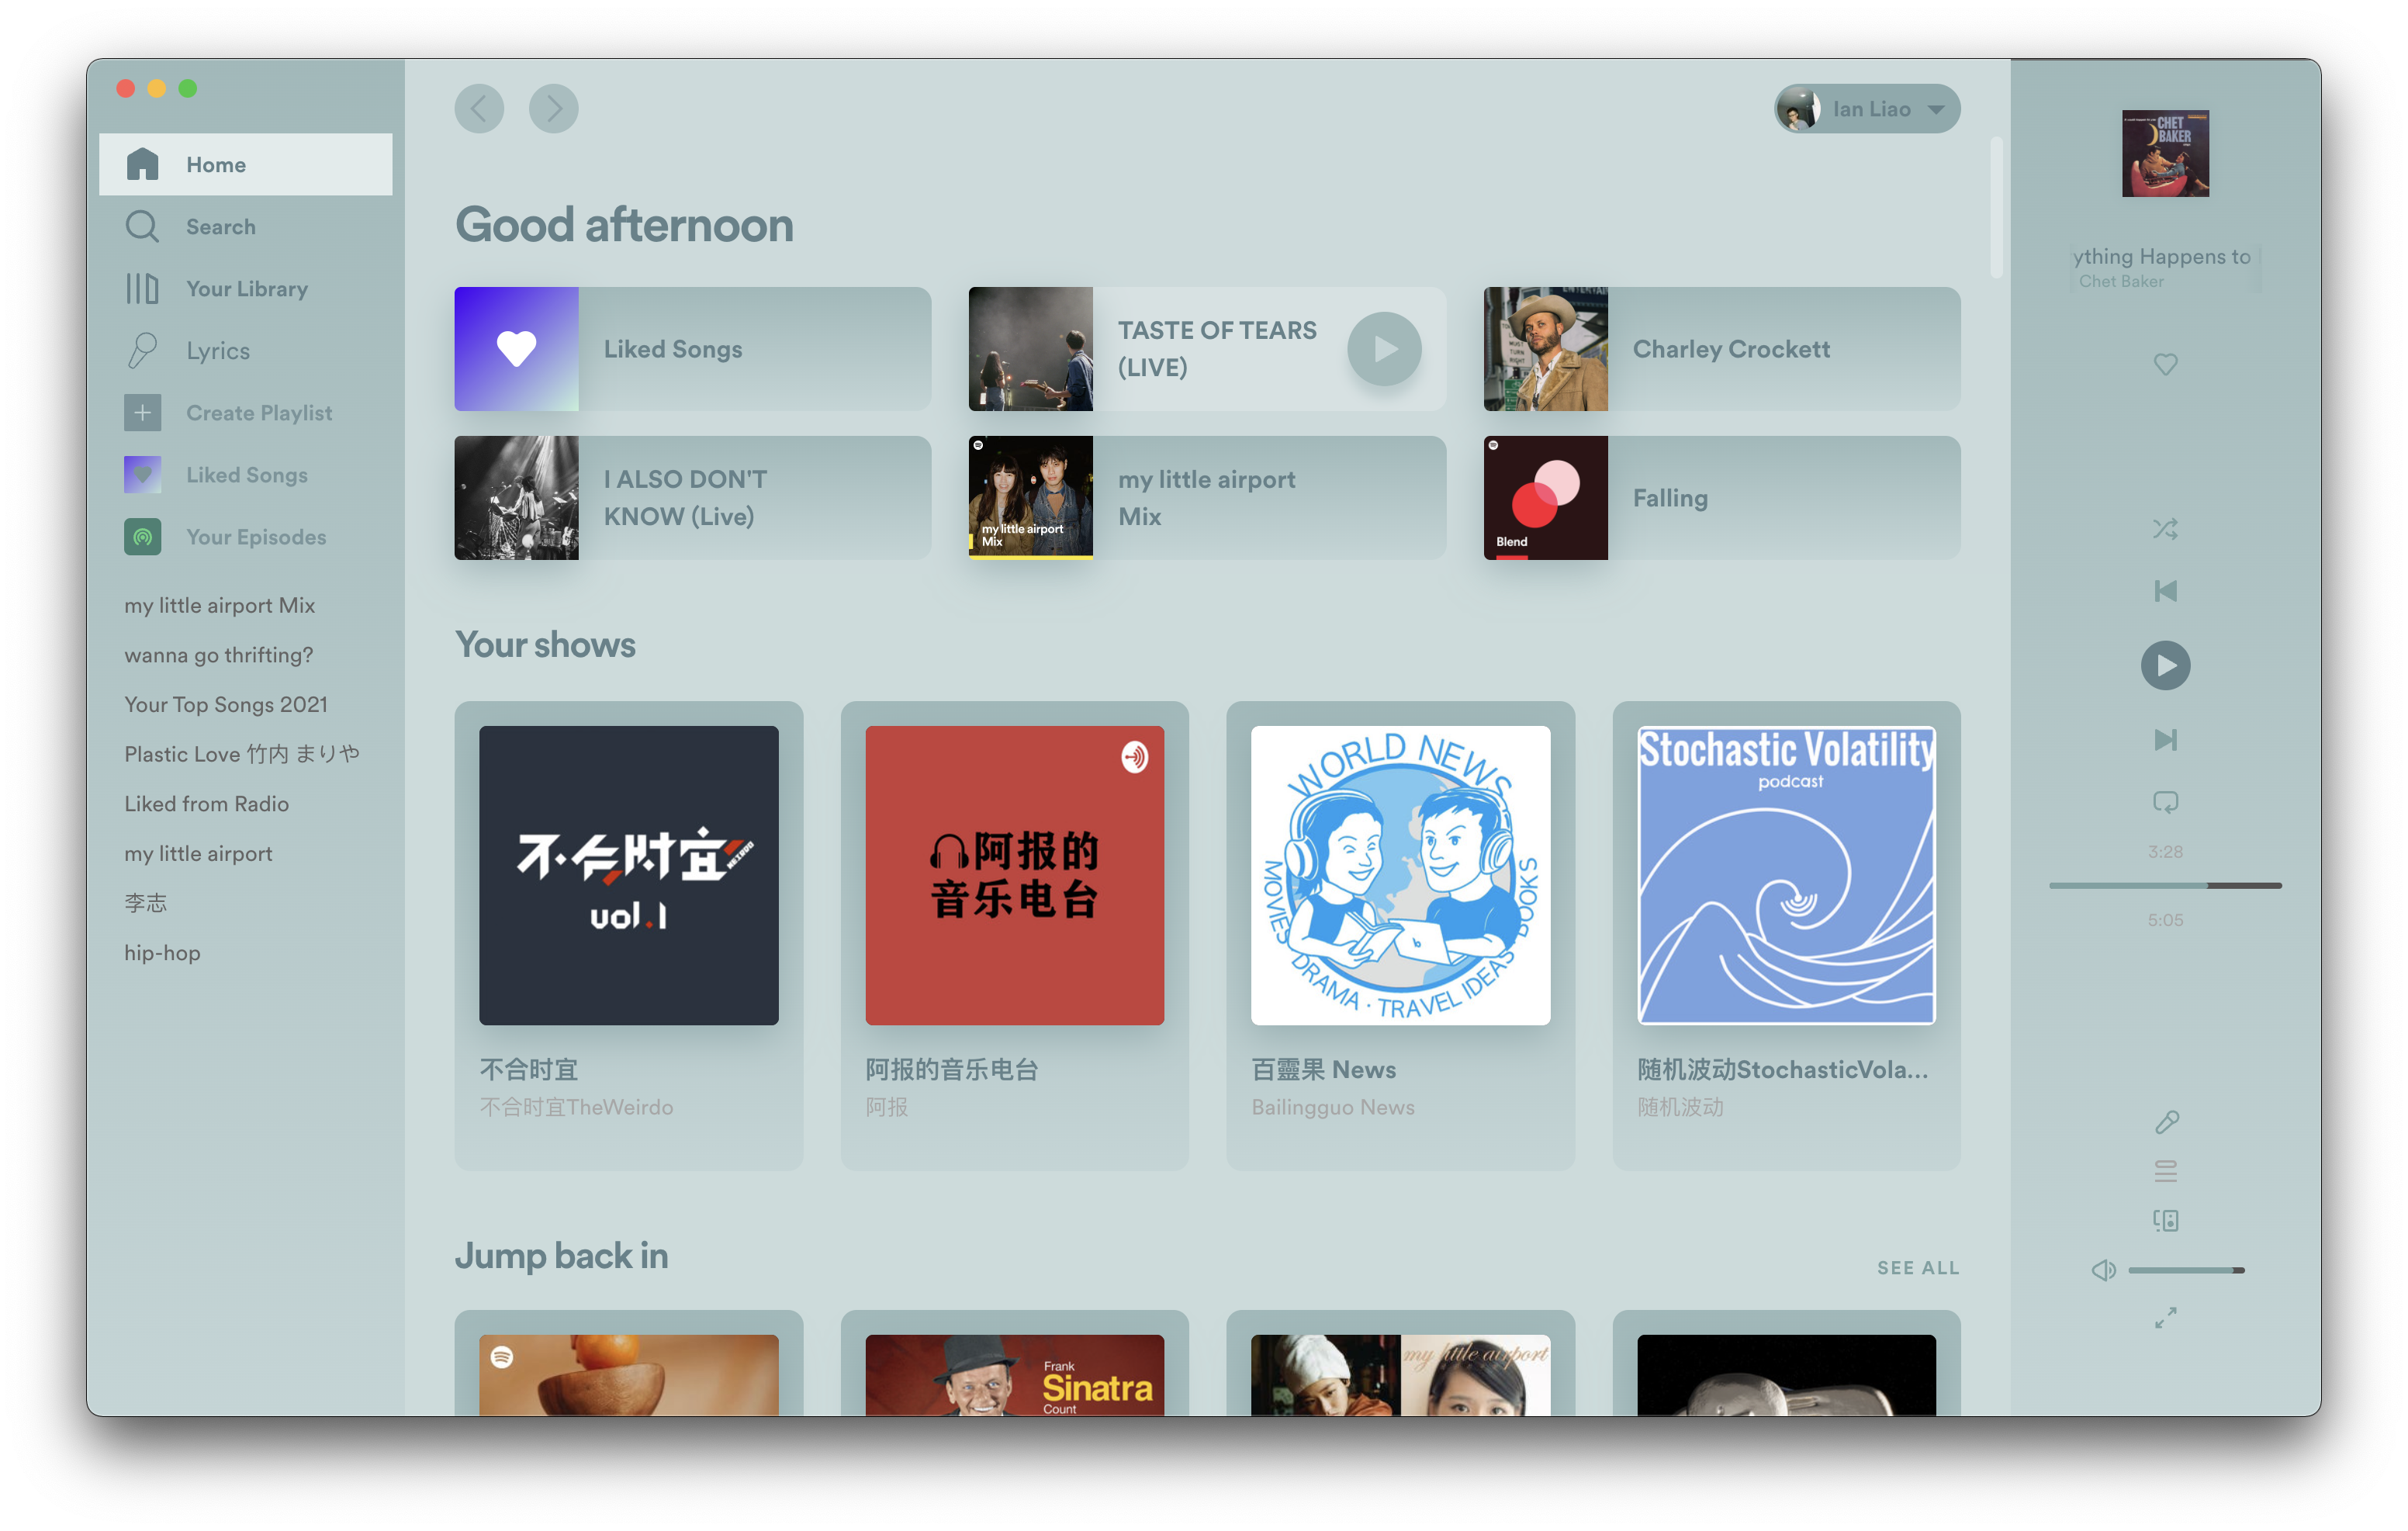 Home
Search
Your Library
Lyrics
Create Playlist
Liked Songs
Your Episodes
my little airport Mix
wanna go thrifting?
Your Top Songs 2021
Plastic Love 竹内 まりや
Liked from Radio
my little airport
李志
hip-hop
Ian Liao
Good afternoon
Liked Songs
TASTE OF TEARS
(LIVE)
Charley Crockett
I ALSO DON'T
KNOW (Live)
my little airport
Mix
my little airport
Mix
Blend
Falling
Your shows
不合时宜
WEIRDO
vol.1
不合时宜
不合时宜TheWeirdo
阿报的
音乐电台
阿报的音乐电台
阿报
WORLD NEWS
MOVIES · DRAMA · TRAVEL IDEAS · BOOKS
百靈果 News
Bailingguo News
Stochastic Volatility
podcast
随机波动StochasticVola...
随机波动
Jump back in
SEE ALL
Frank
Sinatra
Count
my little airport
CHET
BAKER
ything Happens to
Chet Baker
3:28
5:05